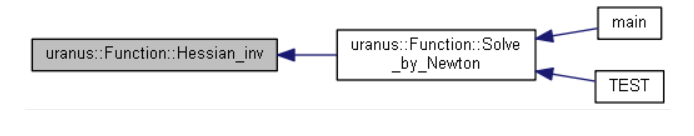 uranus::Function::Hessian_inv
uranus::Function::Solve
_by_Newton
main
TEST